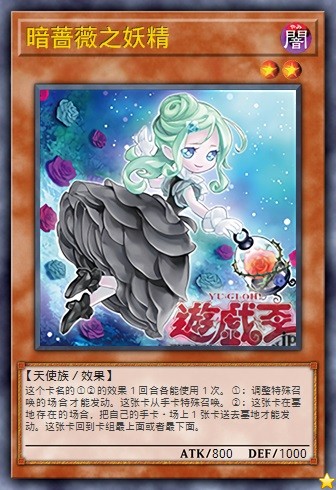 暗蔷薇之妖精
闇
YU-GI-OH!
遊戯王
【天使族／效果】
这个卡名的①②的效果1回合各能使用1次。①：调整特殊召
唤的场合才能发动。这张卡从手卡特殊召唤。②：这张卡在墓
地存在的场合，把自己的手卡·场上1张卡送去墓地才能发
动。这张卡回到卡组最上面或者最下面。
ATK/800 DEF/1000